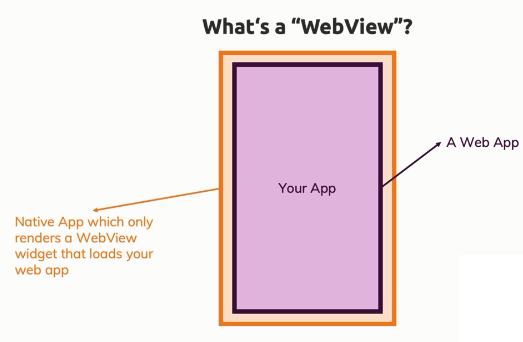 What's a “WebView”?
A Web App
Your App
Native App which only
renders a WebView
widget that loads your
web app